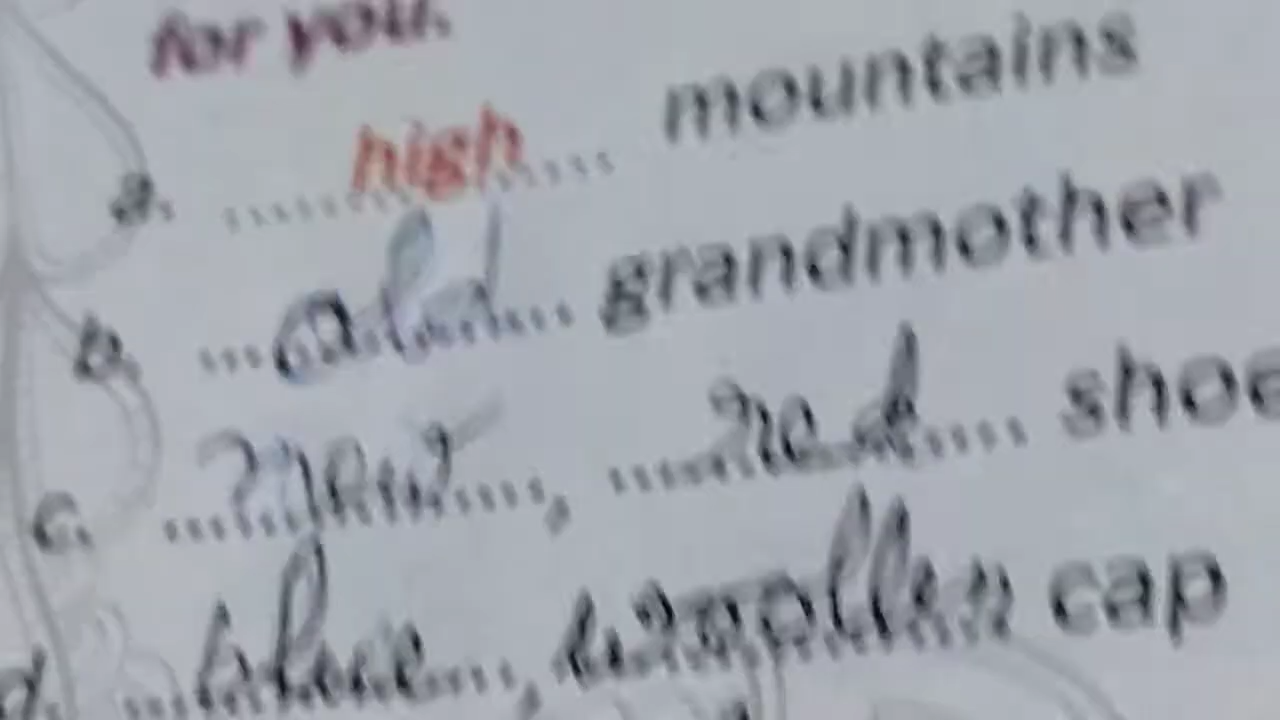 for you.
a. high mountains
b. old grandmother
c. new, red shoe
d. blue, woollen cap